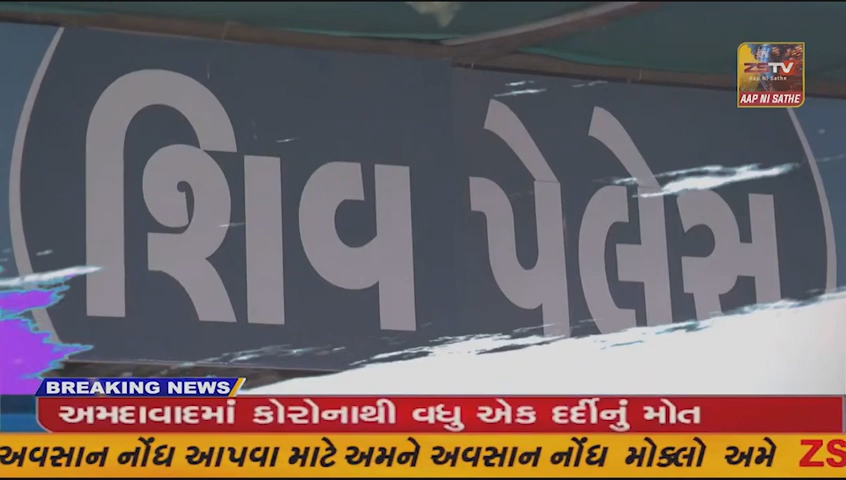 ZSTV
Aap Ni Sathe
AAP NI SATHE
શિવ પેલેસ
BREAKING NEWS
અમદાવાદમાં કોરોનાથી વધુ એક દર્દીનું મોત
અવસાન નોંધ આપવા માટે અમને અવસાન નોંધ મોકલો અમે ZS